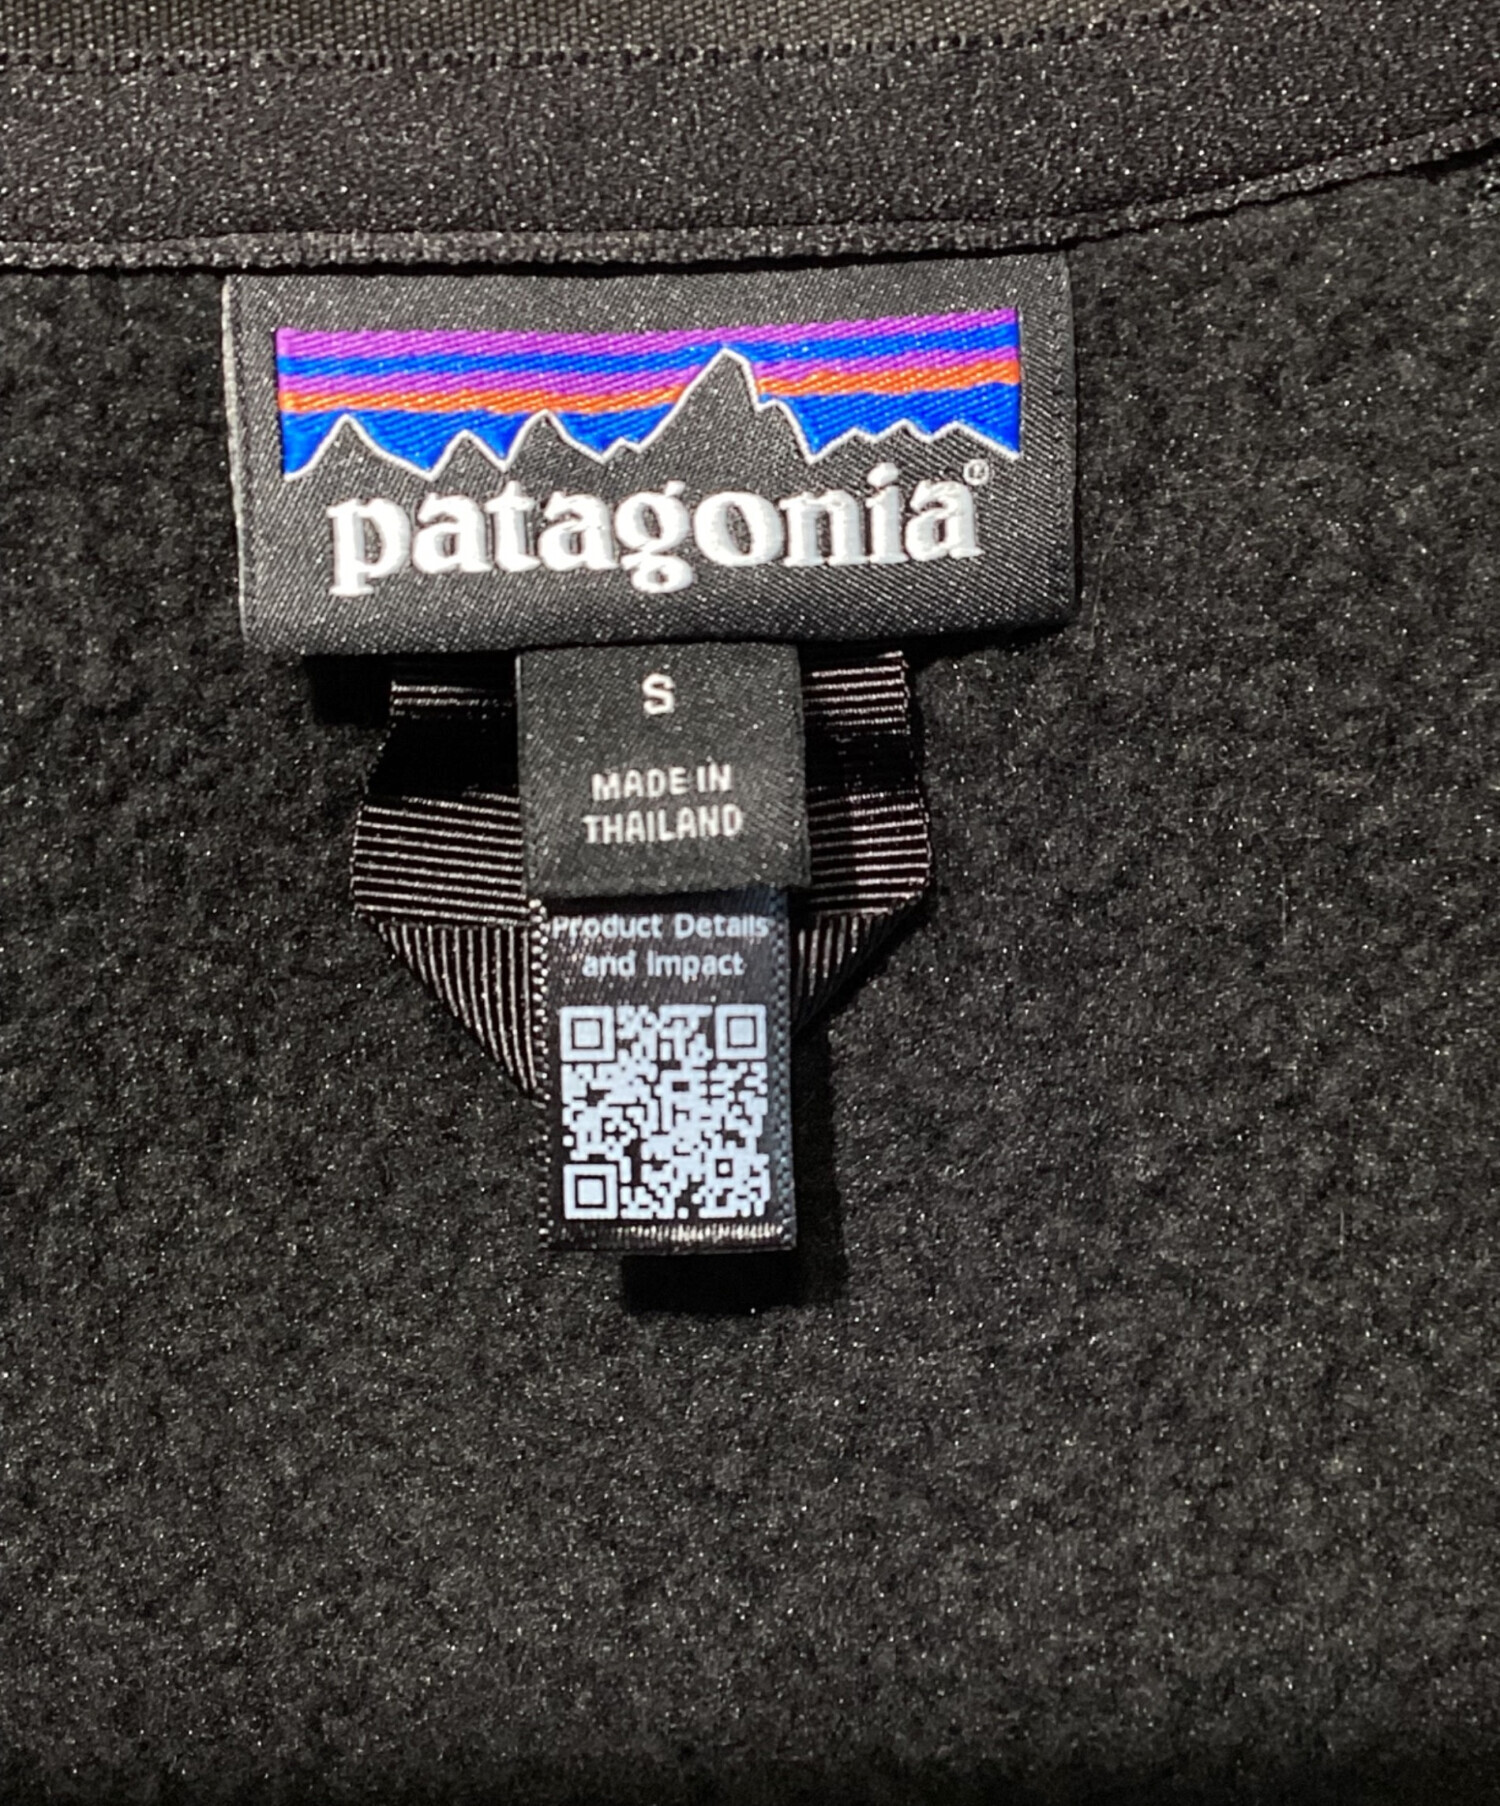 patagonia®
S
MADE IN
THAILAND
Product Details
and Impact